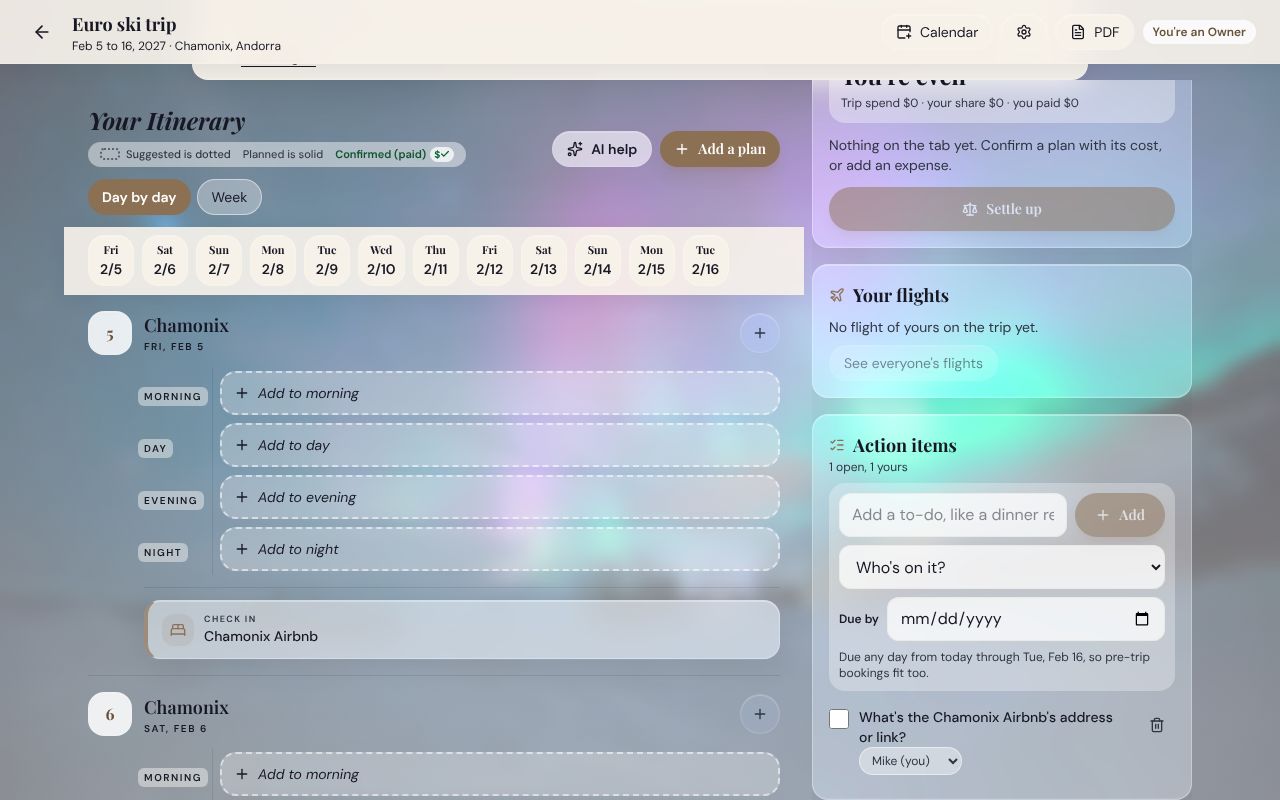 Euro ski trip
Feb 5 to 16, 2027 · Chamonix, Andorra
Calendar
PDF
You're an Owner
Your Itinerary
Suggested is dotted Planned is solid Confirmed (paid) $✓
AI help
+ Add a plan
Day by day
Week
Fri Sat Sun Mon Tue Wed Thu Fri Sat Sun Mon Tue
2/5 2/6 2/7 2/8 2/9 2/10 2/11 2/12 2/13 2/14 2/15 2/16
5
Chamonix
FRI, FEB 5
+
MORNING
+ Add to morning
DAY
+ Add to day
EVENING
+ Add to evening
NIGHT
+ Add to night
CHECK IN
Chamonix Airbnb
6
Chamonix
SAT, FEB 6
+
MORNING
+ Add to morning
You're even
Trip spend $0 · your share $0 · you paid $0
Nothing on the tab yet. Confirm a plan with its cost,
or add an expense.
Settle up
Your flights
No flight of yours on the trip yet.
See everyone's flights
Action items
1 open, 1 yours
Add a to-do, like a dinner re
+ Add
Who's on it?
Due by
mm/dd/yyyy
Due any day from today through Tue, Feb 16, so pre-trip
bookings fit too.
What's the Chamonix Airbnb's address
or link?
Mike (you)